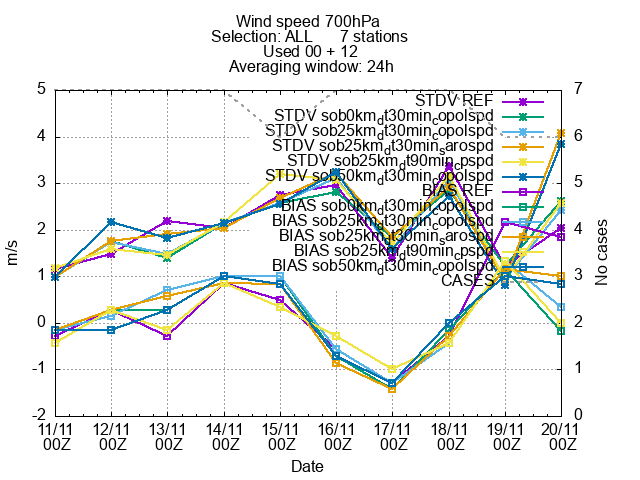 Wind speed 700hPa
Selection: ALL 7 stations
Used 00 + 12
Averaging window: 24h
STDV REF
STDV sob0km_dt30min_copolspd
STDV sob25km_dt30min_copolspd
STDV sob25km_dt30min_sarospd
STDV sob25km_dt90min_cpspd
STDV sob50km_dt30min_copolspd
BIAS REF
BIAS sob0km_dt30min_copolspd
BIAS sob25km_dt30min_copolspd
BIAS sob25km_dt30min_sarospd
BIAS sob25km_dt90min_cpspd
BIAS sob50km_dt30min_copolspd
CASES
5
4
3
2
1
0
-1
-2
m/s
7
6
5
4
3
2
1
0
No cases
11/11 12/11 13/11 14/11 15/11 16/11 17/11 18/11 19/11 20/11
00Z 00Z 00Z 00Z 00Z 00Z 00Z 00Z 00Z 00Z
Date